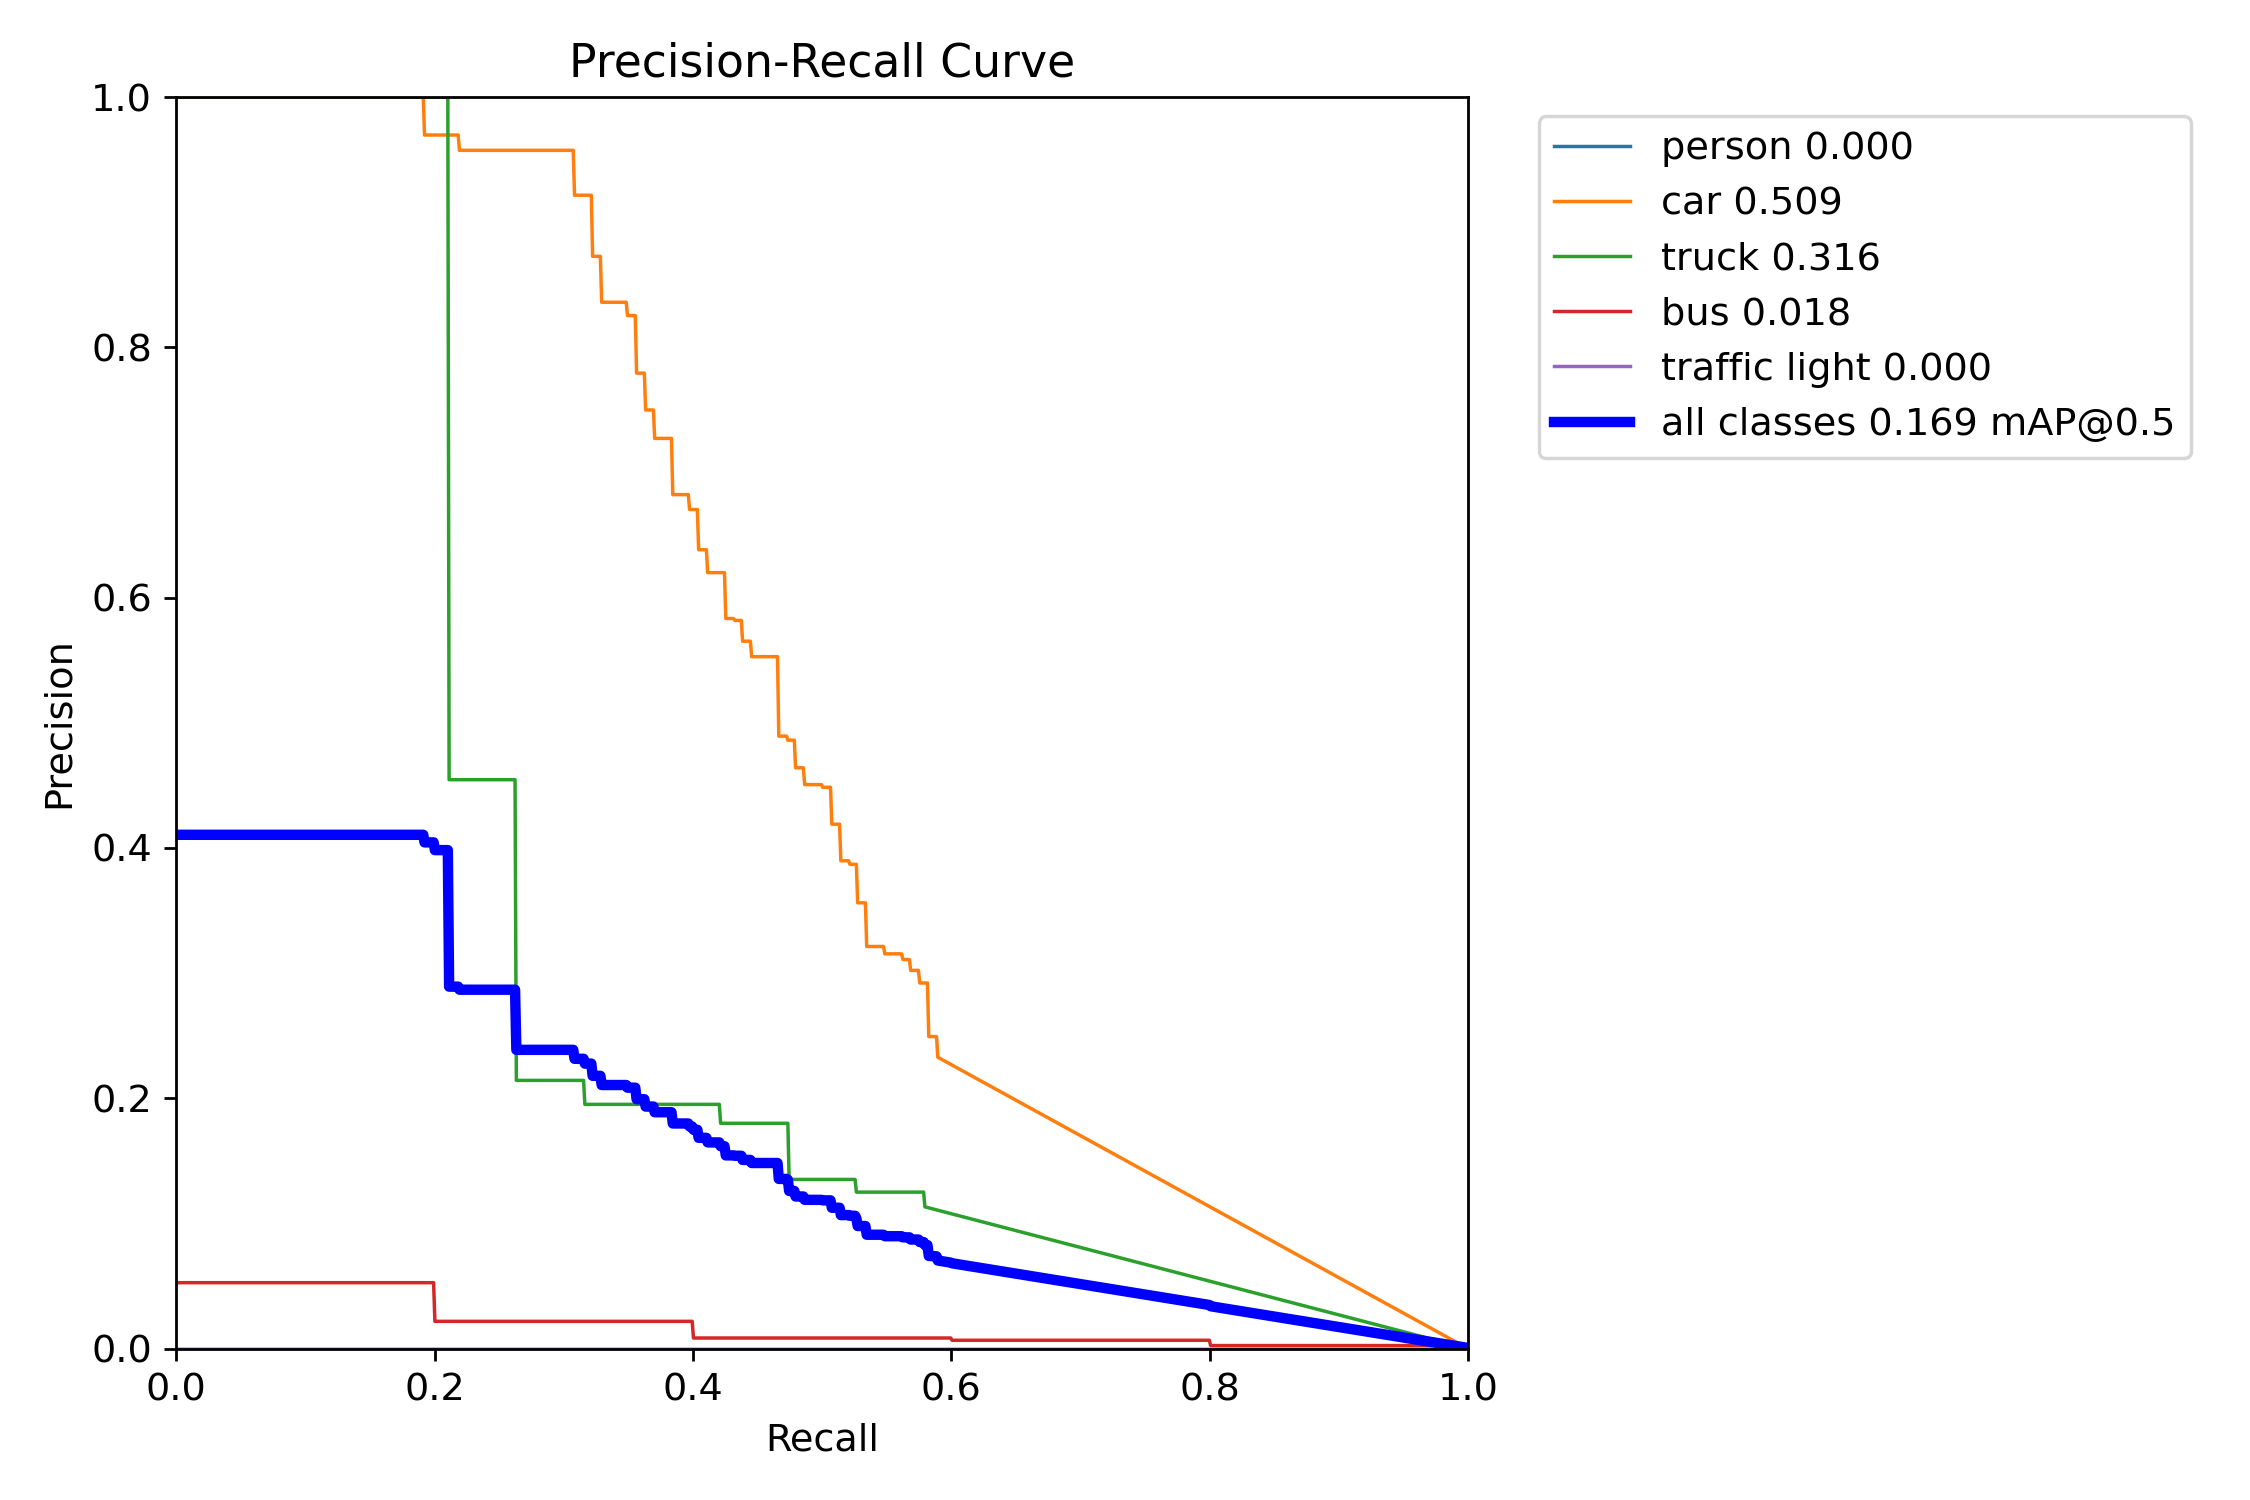 Precision-Recall Curve
1.0
0.8
0.6
0.4
0.2
0.0
Precision
0.0 0.2 0.4 0.6 0.8 1.0
Recall
person 0.000
car 0.509
truck 0.316
bus 0.018
traffic light 0.000
all classes 0.169 mAP@0.5